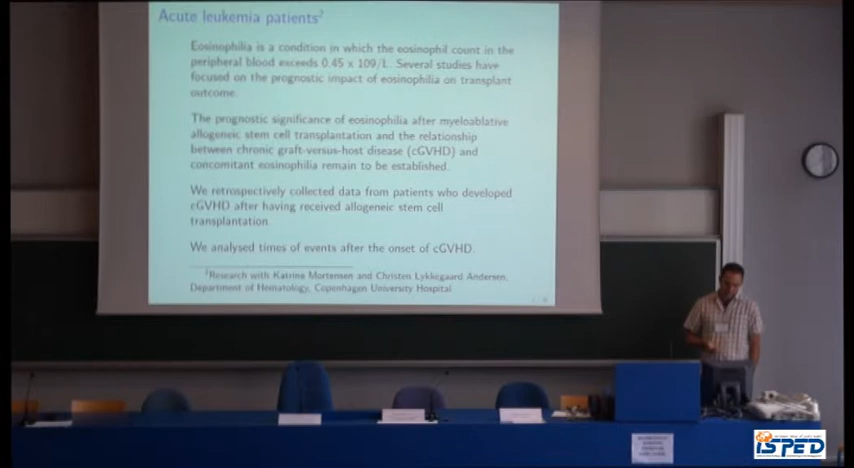 Acute leukemia patients2
Eosinophilia is a condition in which the eosinophil count in the
peripheral blood exceeds 0.45 x 109/L. Several studies have
focused on the prognostic impact of eosinophilia on transplant
outcome.
The prognostic significance of eosinophilia after myeloablative
allogeneic stem cell transplantation and the relationship
between chronic graft-versus-host disease (cGVHD) and
concomitant eosinophilia remain to be established.
We retrospectively collected data from patients who developed
cGVHD after having received allogeneic stem cell
transplantation
We analysed times of events after the onset of cGVHD.
2Research with Katrine Mortensen and Christen Lykkegaard Andersen,
Department of Hematology, Copenhagen University Hospital
ISPED